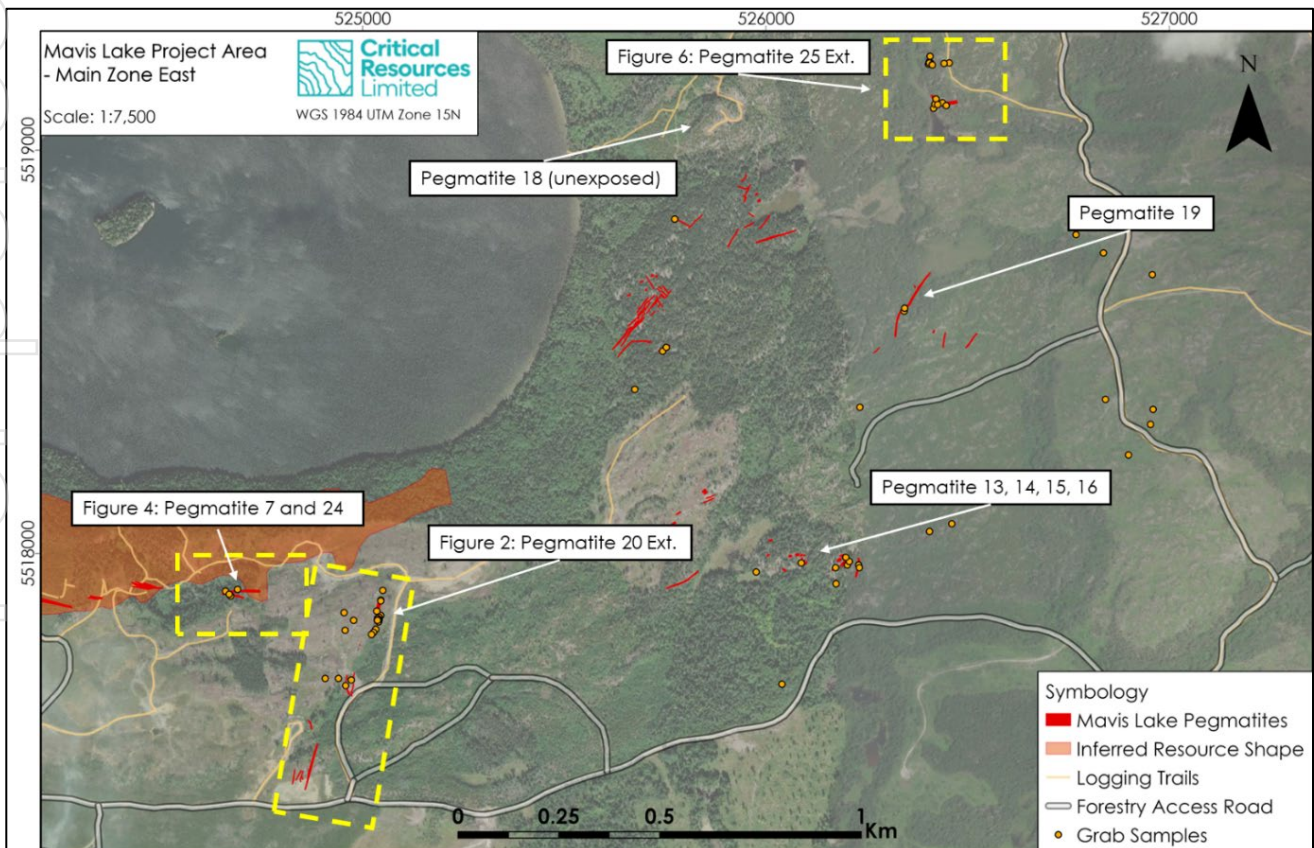 525000
526000
527000
Mavis Lake Project Area
- Main Zone East
Scale: 1:7,500
Critical
Resources
Limited
WGS 1984 UTM Zone 15N
Figure 6: Pegmatite 25 Ext.
N
5519000
Pegmatite 18 (unexposed)
Pegmatite 19
Figure 4: Pegmatite 7 and 24
Pegmatite 13, 14, 15, 16
Figure 2: Pegmatite 20 Ext.
5518000
Symbology
Mavis Lake Pegmatites
Inferred Resource Shape
Logging Trails
Forestry Access Road
Grab Samples
0 0.25 0.5 1
Km